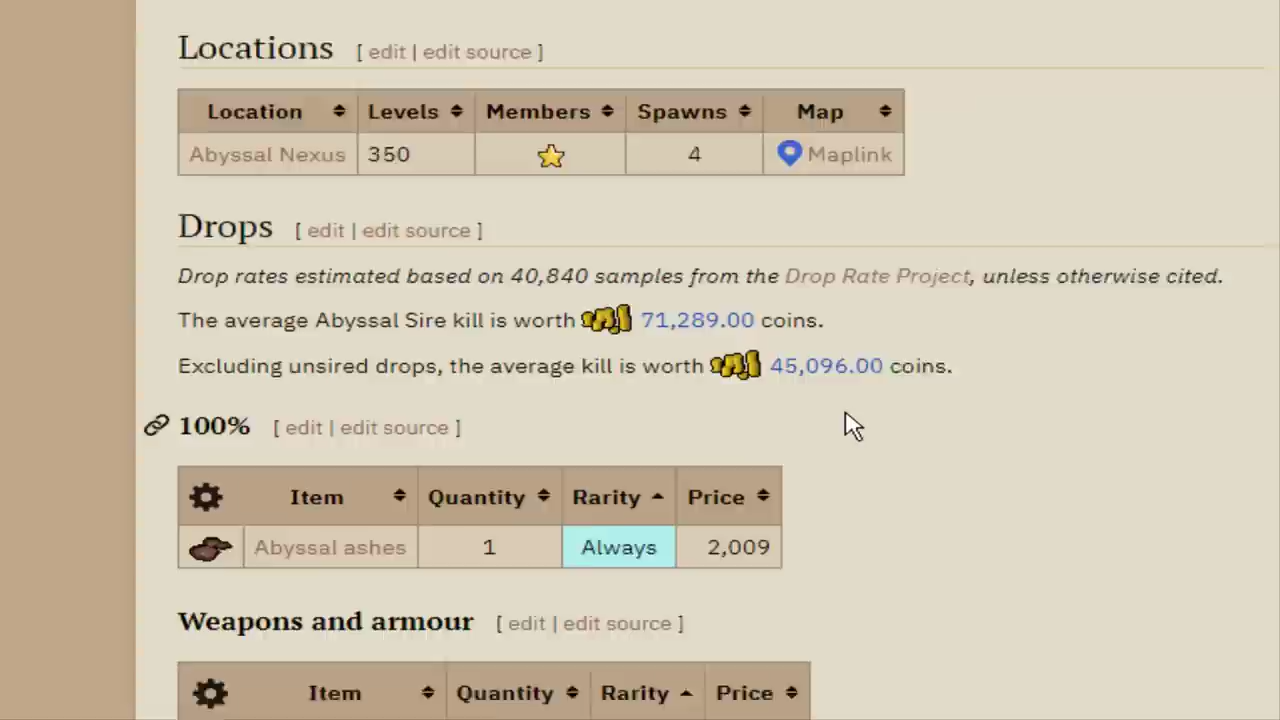 Locations [ edit | edit source ]
Location Levels Members Spawns Map
Abyssal Nexus 350 4 Maplink
Drops [ edit | edit source ]
Drop rates estimated based on 40,840 samples from the Drop Rate Project, unless otherwise cited.
The average Abyssal Sire kill is worth 71,289.00 coins.
Excluding unsired drops, the average kill is worth 45,096.00 coins.
100% [ edit | edit source ]
Item Quantity Rarity Price
Abyssal ashes 1 Always 2,009
Weapons and armour [ edit | edit source ]
Item Quantity Rarity Price